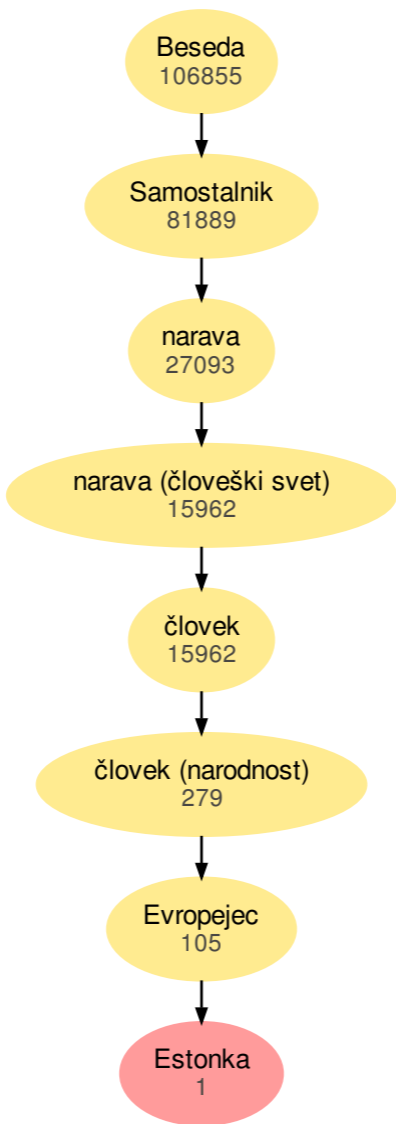 Beseda
106855
Samostalnik
81889
narava
27093
narava (človeški svet)
15962
človek
15962
človek (narodnost)
279
Evropejec
105
Estonka
1